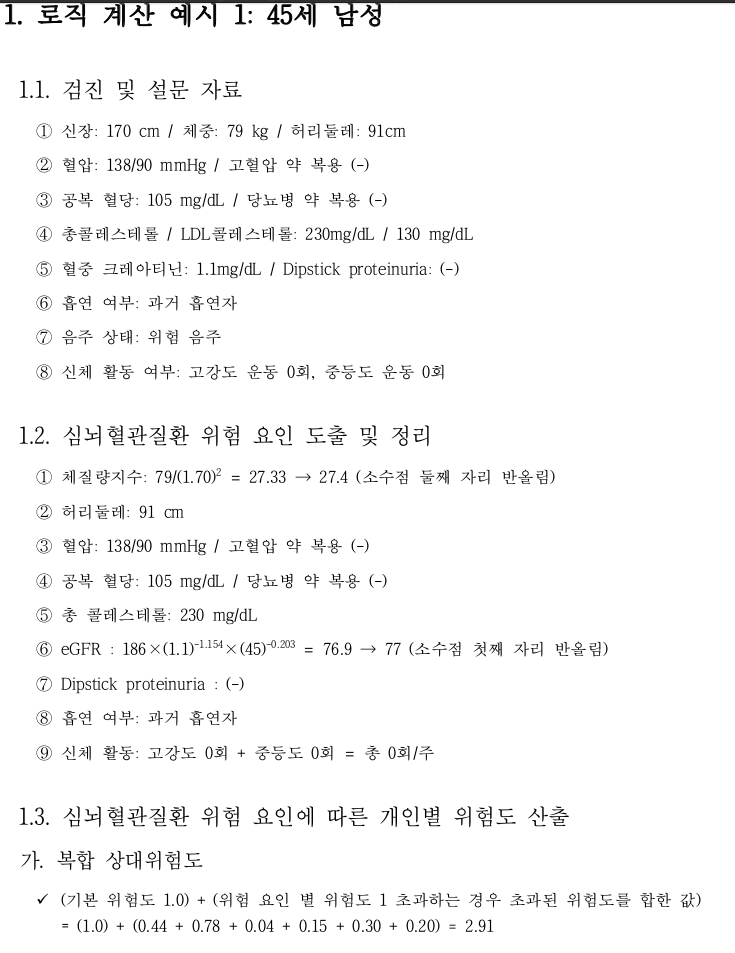 1. 로직 계산 예시 1: 45세 남성
1.1. 검진 및 설문 자료
① 신장: 170 cm / 체중: 79 kg / 허리둘레: 91cm
② 혈압: 138/90 mmHg / 고혈압 약 복용 (-)
③ 공복 혈당: 105 mg/dL / 당뇨병 약 복용 (-)
④ 총콜레스테롤 / LDL콜레스테롤: 230mg/dL / 130 mg/dL
⑤ 혈중 크레아티닌: 1.1mg/dL / Dipstick proteinuria: (-)
⑥ 흡연 여부: 과거 흡연자
⑦ 음주 상태: 위험 음주
⑧ 신체 활동 여부: 고강도 운동 0회, 중등도 운동 0회
1.2. 심뇌혈관질환 위험 요인 도출 및 정리
① 체질량지수: 79/(1.70)² = 27.33 → 27.4 (소수점 둘째 자리 반올림)
② 허리둘레: 91 cm
③ 혈압: 138/90 mmHg / 고혈압 약 복용 (-)
④ 공복 혈당: 105 mg/dL / 당뇨병 약 복용 (-)
⑤ 총 콜레스테롤: 230 mg/dL
⑥ eGFR : 186×(1.1)^-1.154×(45)^-0.203 = 76.9 → 77 (소수점 첫째 자리 반올림)
⑦ Dipstick proteinuria : (-)
⑧ 흡연 여부: 과거 흡연자
⑨ 신체 활동: 고강도 0회 + 중등도 0회 = 총 0회/주
1.3. 심뇌혈관질환 위험 요인에 따른 개인별 위험도 산출
가. 복합 상대위험도
✓ (기본 위험도 1.0) + (위험 요인 별 위험도 1 초과하는 경우 초과된 위험도를 합한 값)
= (1.0) + (0.44 + 0.78 + 0.04 + 0.15 + 0.30 + 0.20) = 2.91